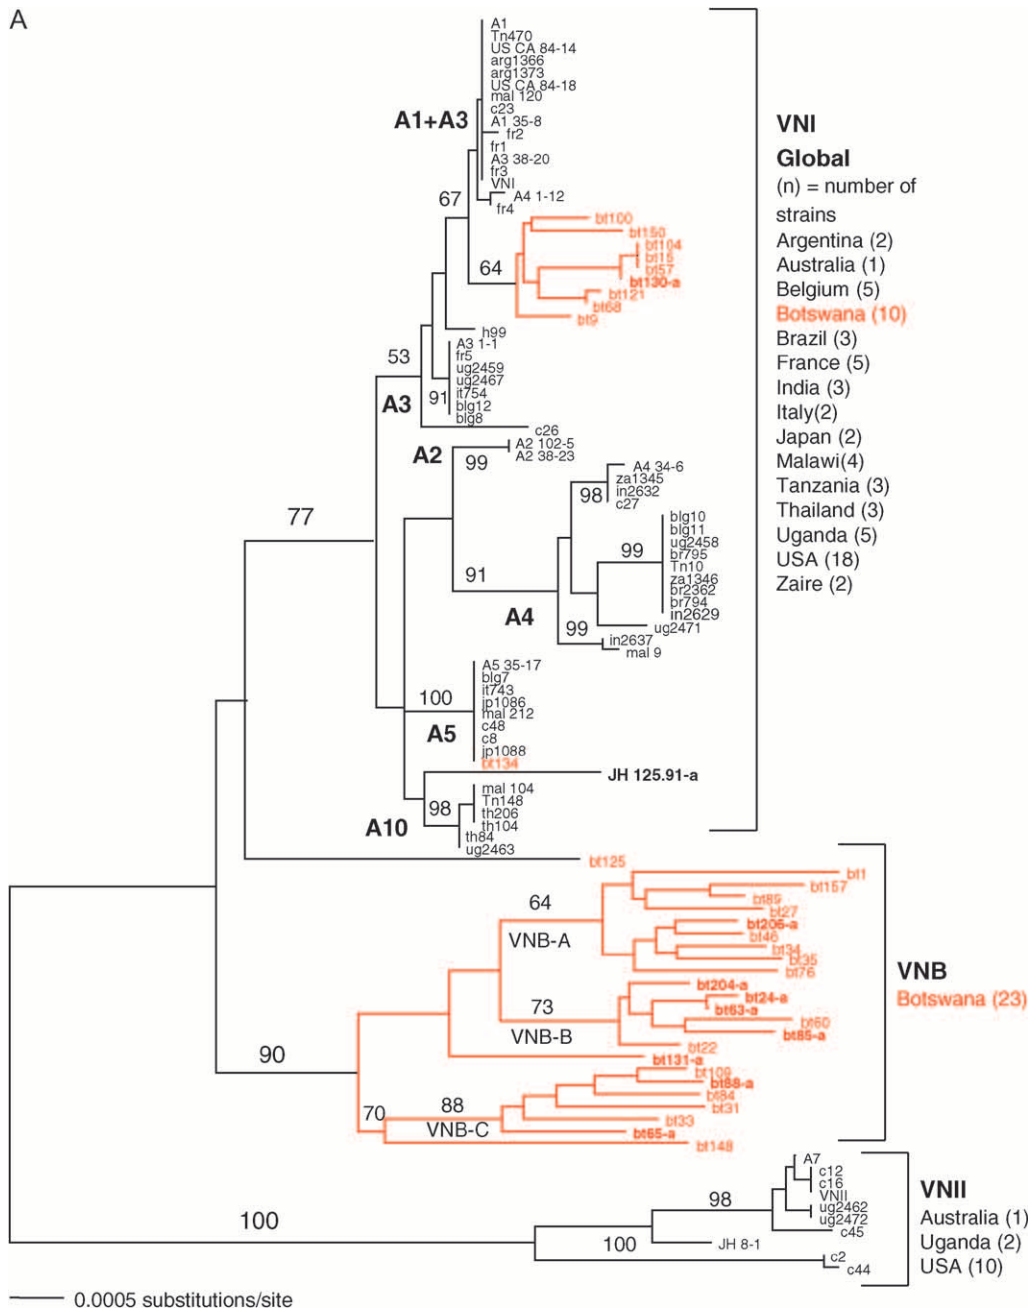 A
A1
Tn470
US CA 84-14
arg1366
arg1373
US CA 84-18
mal 120
c23
A1 35-8
fr2
fr1
A3 38-20
fr3
VNI
A4 1-12
fr4
A1+A3
67
bt100
bt150
bt104
bt15
bt57
bt130-a
bt121
bt68
bt9
64
h99
53
A3 1-1
fr5
ug2459
ug2467
it754
blg12
blg8
91
A3
c26
A2
A2 102-5
A2 38-23
99
A4 34-6
za1345
in2632
c27
98
77
blg10
blg11
ug2458
br795
Tn10
za1346
br2362
br794
in2629
99
91
A4
ug2471
99
in2637
mal 9
A5 35-17
blg7
it743
jp1086
mal 212
c48
c8
jp1088
bt134
100
A5
JH 125.91-a
mal 104
Tn148
th206
th104
th84
ug2463
98
A10
VNI
Global
(n) = number of
strains
Argentina (2)
Australia (1)
Belgium (5)
Botswana (10)
Brazil (3)
France (5)
India (3)
Italy(2)
Japan (2)
Malawi(4)
Tanzania (3)
Thailand (3)
Uganda (5)
USA (18)
Zaire (2)
bt125
bt1
bt157
bt89
bt27
bt206-a
bt46
bt34
bt35
bt76
64
VNB-A
bt204-a
bt24-a
bt63-a
bt60
bt85-a
bt22
73
VNB-B
bt131-a
90
bt109
bt88-a
bt84
bt31
bt33
bt65-a
bt148
70
88
VNB-C
VNB
Botswana (23)
A7
c12
c16
VNII
ug2462
ug2472
c45
98
JH 8-1
100
100
c2
c44
VNII
Australia (1)
Uganda (2)
USA (10)
0.0005 substitutions/site